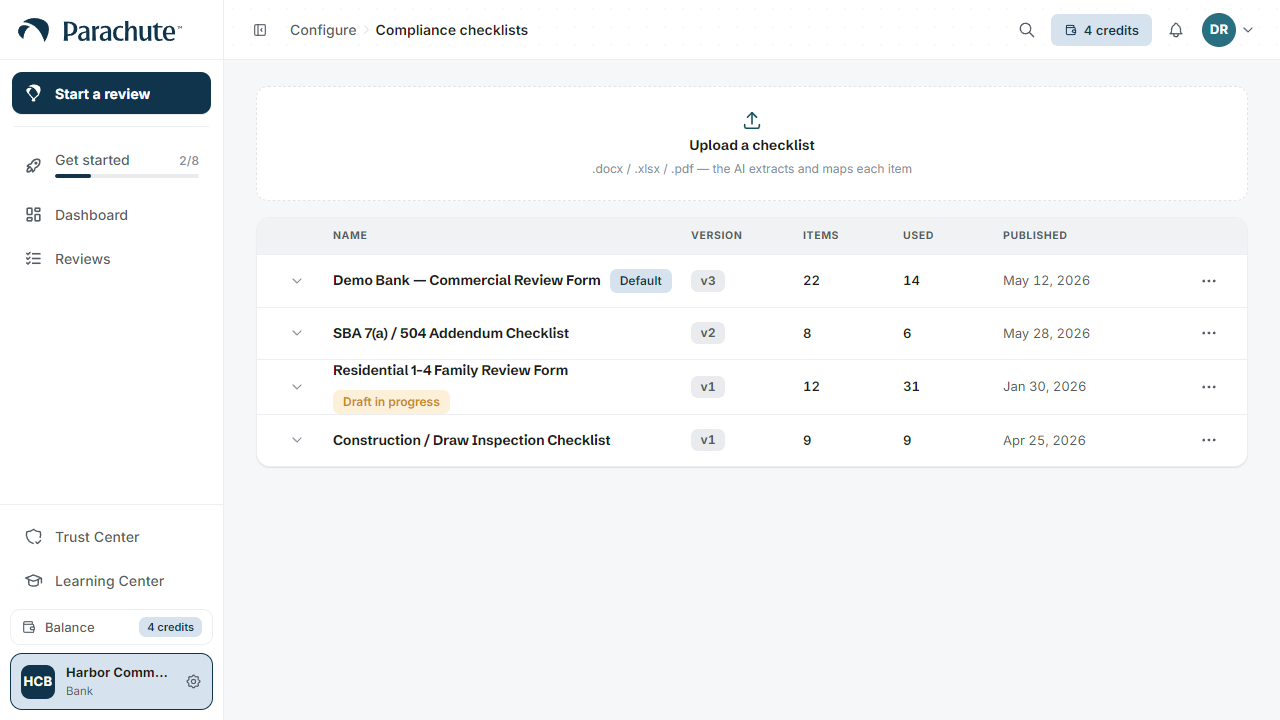 Parachute™
Configure
Compliance checklists
4 credits
DR
Start a review
Get started
2/8
Dashboard
Reviews
Upload a checklist
.docx / .xlsx / .pdf — the AI extracts and maps each item
NAME VERSION ITEMS USED PUBLISHED
Demo Bank — Commercial Review Form Default v3 22 14 May 12, 2026
SBA 7(a) / 504 Addendum Checklist v2 8 6 May 28, 2026
Residential 1–4 Family Review Form
Draft in progress
v1 12 31 Jan 30, 2026
Construction / Draw Inspection Checklist v1 9 9 Apr 25, 2026
Trust Center
Learning Center
Balance
4 credits
HCB
Harbor Comm...
Bank